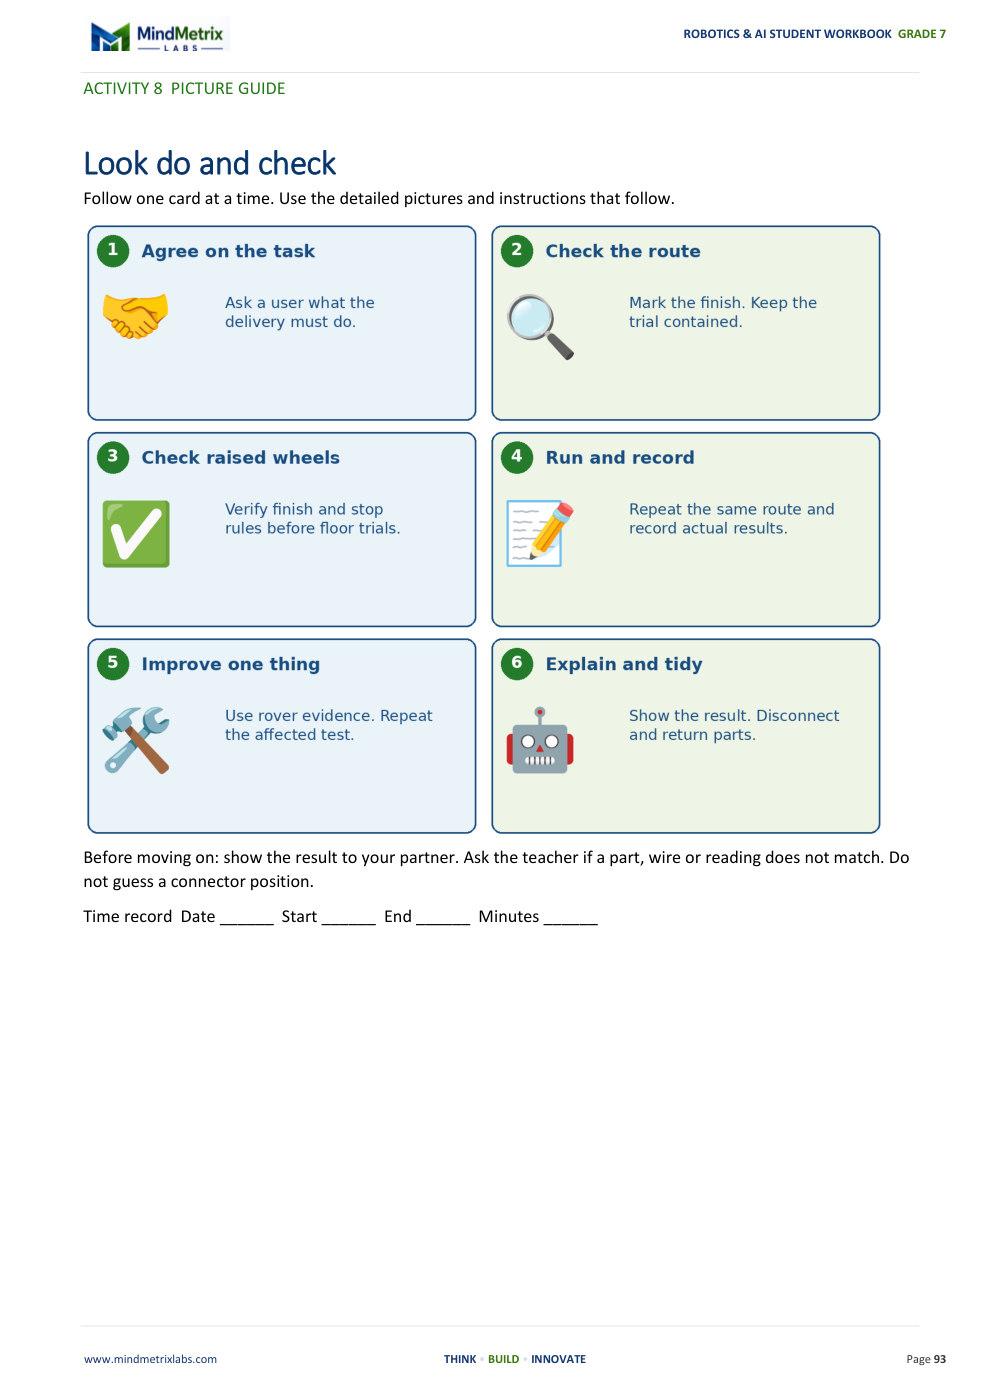 MindMetrix
LABS
ROBOTICS & AI STUDENT WORKBOOK GRADE 7
ACTIVITY 8 PICTURE GUIDE
Look do and check
Follow one card at a time. Use the detailed pictures and instructions that follow.
1 Agree on the task
Ask a user what the
delivery must do.
2 Check the route
Mark the finish. Keep the
trial contained.
3 Check raised wheels
Verify finish and stop
rules before floor trials.
4 Run and record
Repeat the same route and
record actual results.
5 Improve one thing
Use rover evidence. Repeat
the affected test.
6 Explain and tidy
Show the result. Disconnect
and return parts.
Before moving on: show the result to your partner. Ask the teacher if a part, wire or reading does not match. Do
not guess a connector position.
Time record Date ______ Start ______ End ______ Minutes ______
www.mindmetrixlabs.com
THINK • BUILD • INNOVATE
Page 93